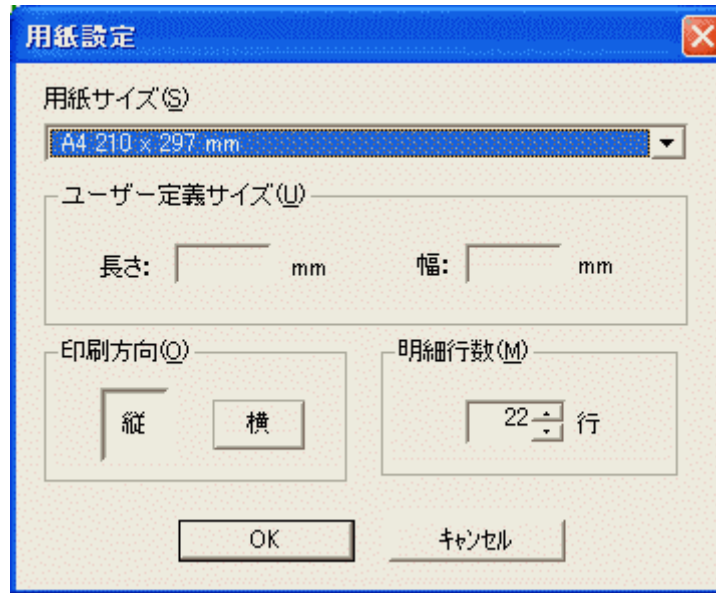 用紙設定
用紙サイズ(S)
A4 210 x 297 mm
ユーザー定義サイズ(U)
長さ: mm 幅: mm
印刷方向(O) 明細行数(M)
縦 横 22 行
OK キャンセル